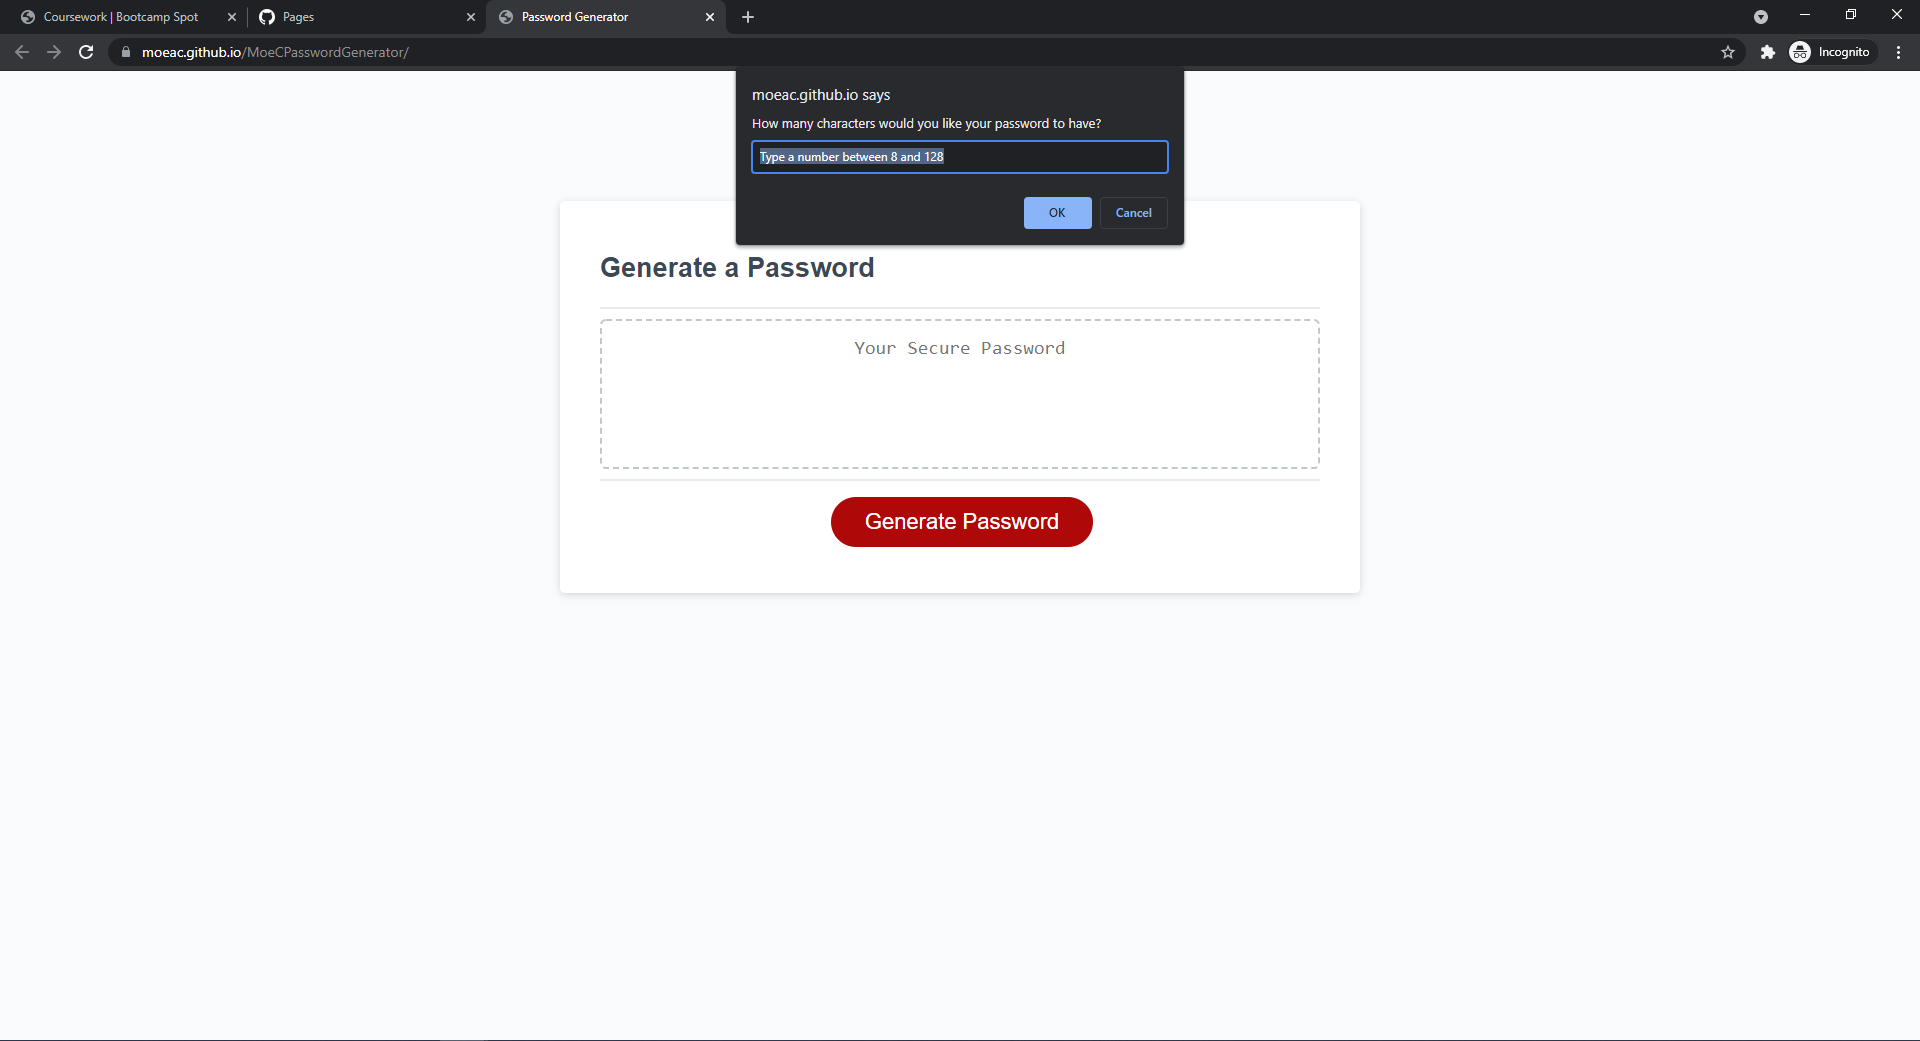 Coursework | Bootcamp Spot
Pages
Password Generator
moeac.github.io/MoeCPasswordGenerator/
Incognito
moeac.github.io says
How many characters would you like your password to have?
Type a number between 8 and 128
OK
Cancel
Generate a Password
Your Secure Password
Generate Password